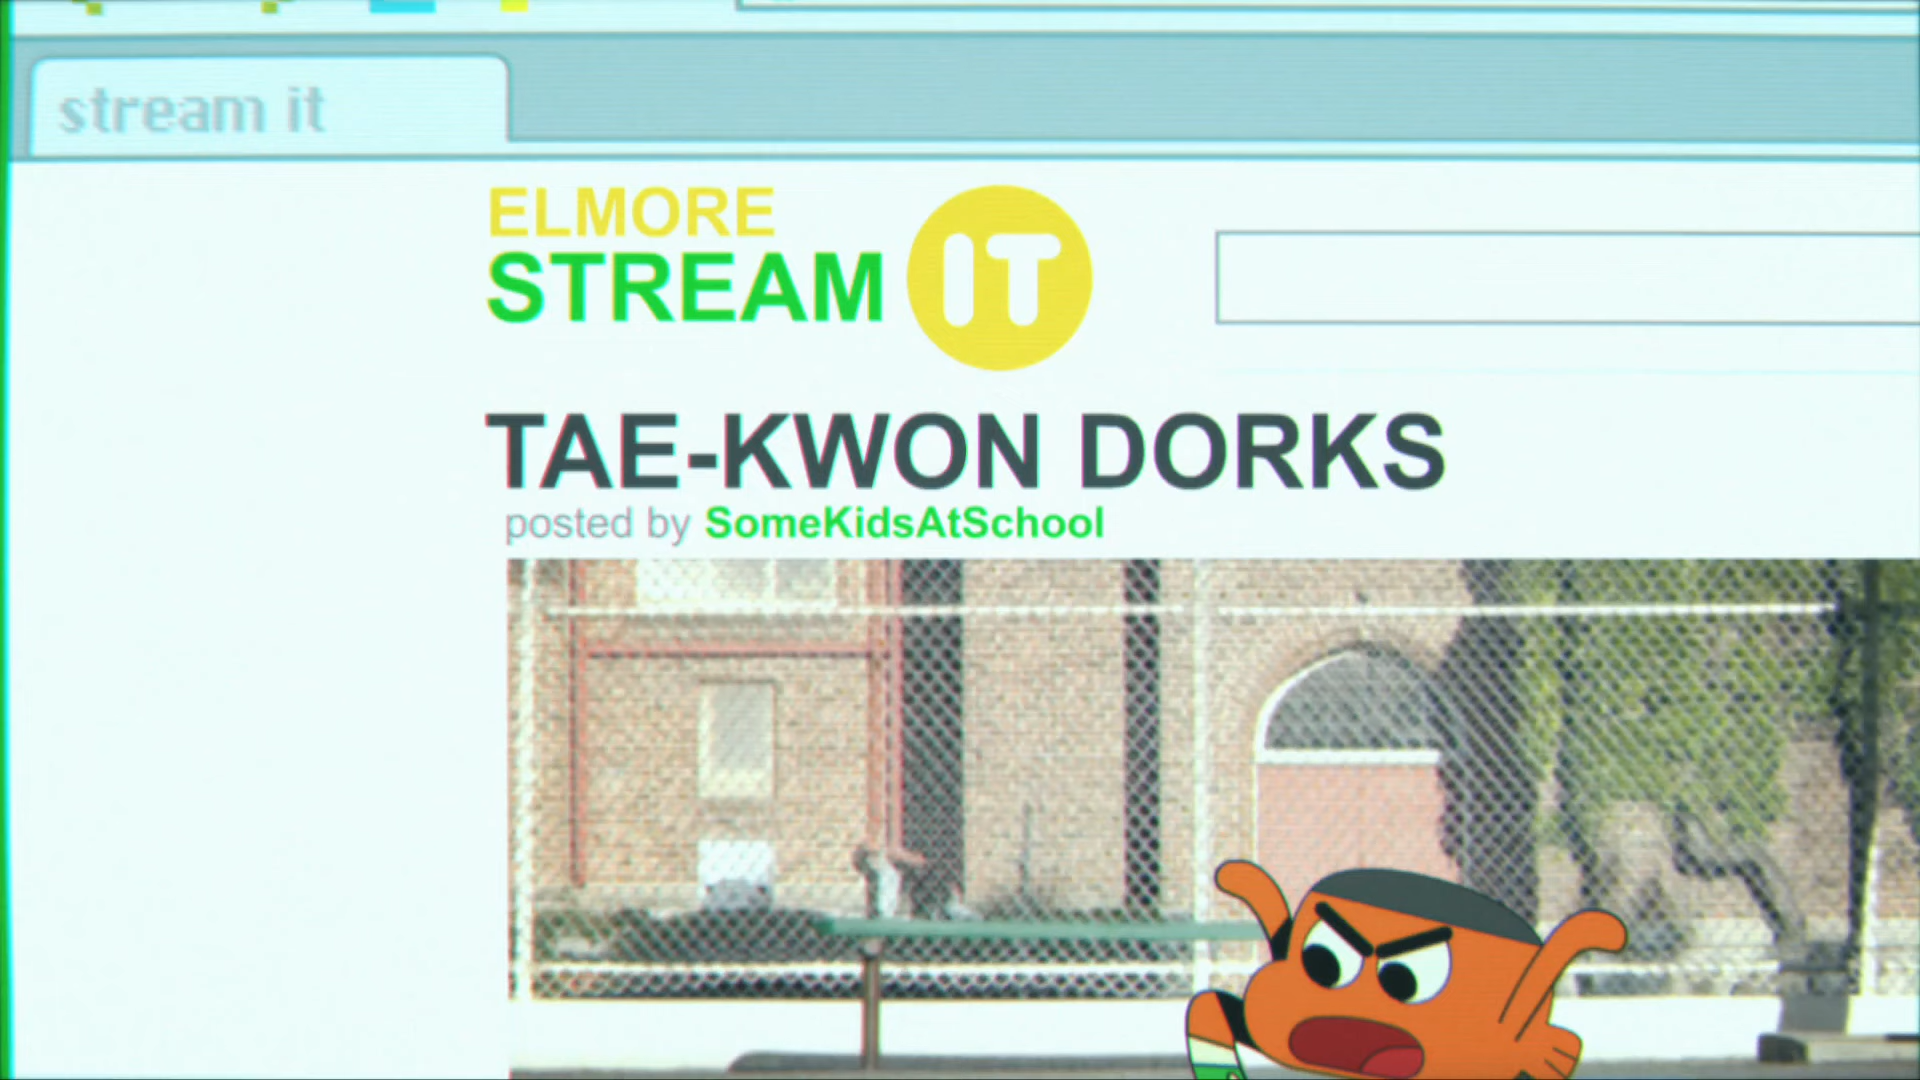 stream it
ELMORE
STREAM IT
TAE-KWON DORKS
posted by SomeKidsAtSchool